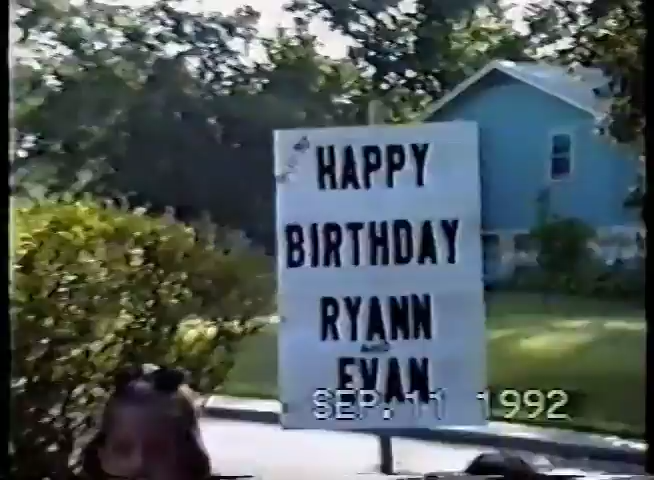 HAPPY
BIRTHDAY
RYANN
AND
EVAN
SEP. 11 1992